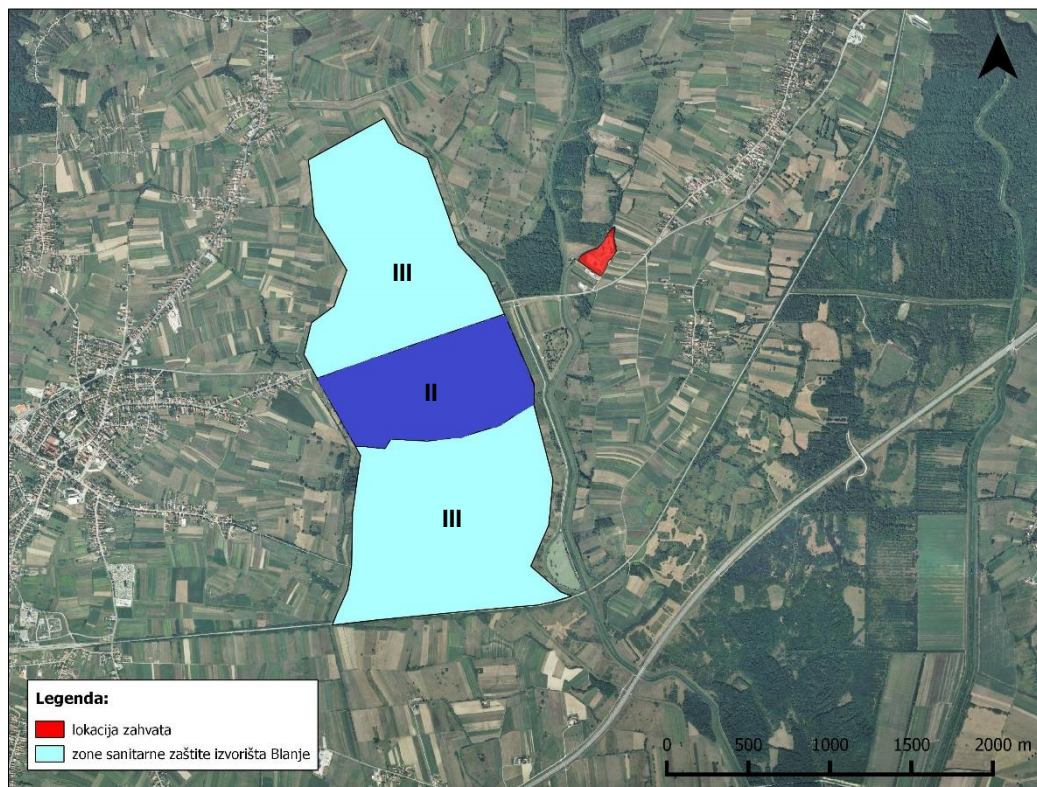 III
II
III
Legenda:
lokacija zahvata
zone sanitarne zaštite izvorišta Blanje
0 500 1000 1500 2000 m